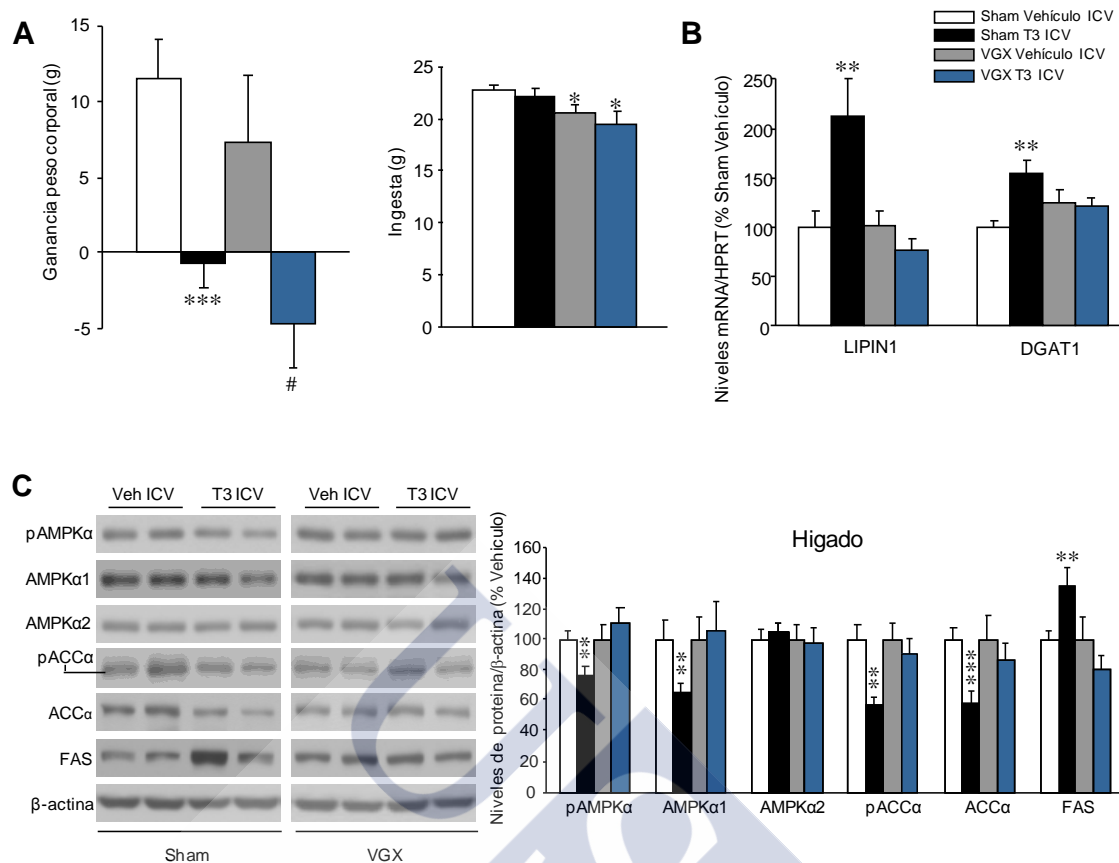 A
Ganancia peso corporal (g)
15
10
5
0
-5
***
#
Ingesta (g)
25
20
15
10
5
0
*
*
B
Sham Vehículo ICV
Sham T3 ICV
VGX Vehículo ICV
VGX T3 ICV
Niveles mRNA/HPRT (% Sham Vehículo)
250
200
150
100
50
0
**
**
LIPIN1
DGAT1
C
Veh ICV
T3 ICV
Veh ICV
T3 ICV
pAMPKα
AMPKα1
AMPKα2
pACCα
ACCα
FAS
β-actina
Sham
VGX
Higado
Niveles de proteina/β-actina (% Vehiculo)
160
140
120
100
80
60
40
20
0
**
**
**
***
**
pAMPKα
AMPKα1
AMPKα2
pACCα
ACCα
FAS